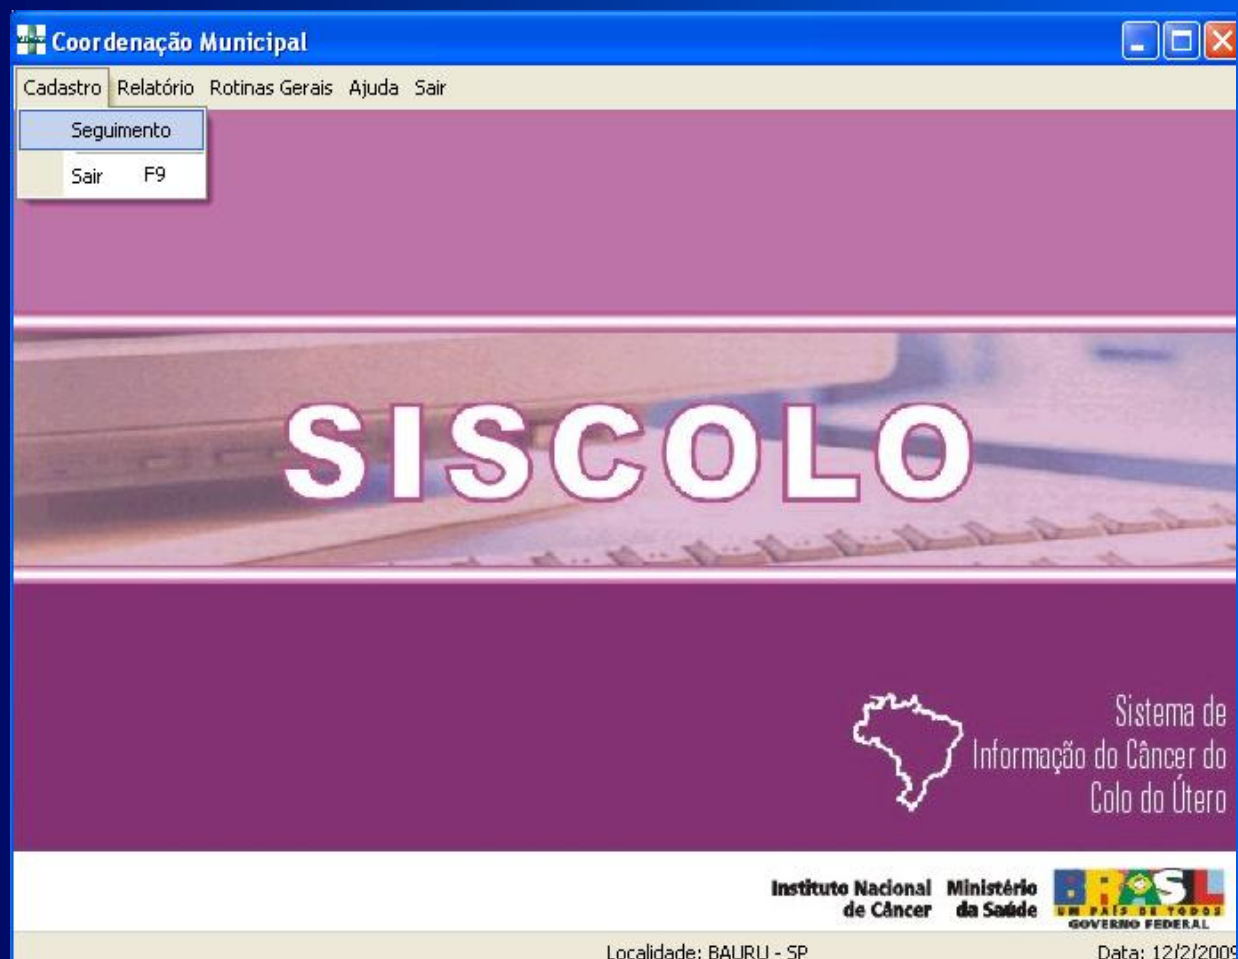 Coordenação Municipal
Cadastro Relatório Rotinas Gerais Ajuda Sair
Seguimento
Sair F9
SISCOLO
Sistema de
Informação do Câncer do
Colo do Útero
Instituto Nacional
de Câncer
Ministério
da Saúde
BRASIL
UM PAÍS DE TODOS
GOVERNO FEDERAL
Localidade: BAURU - SP Data: 12/2/2009